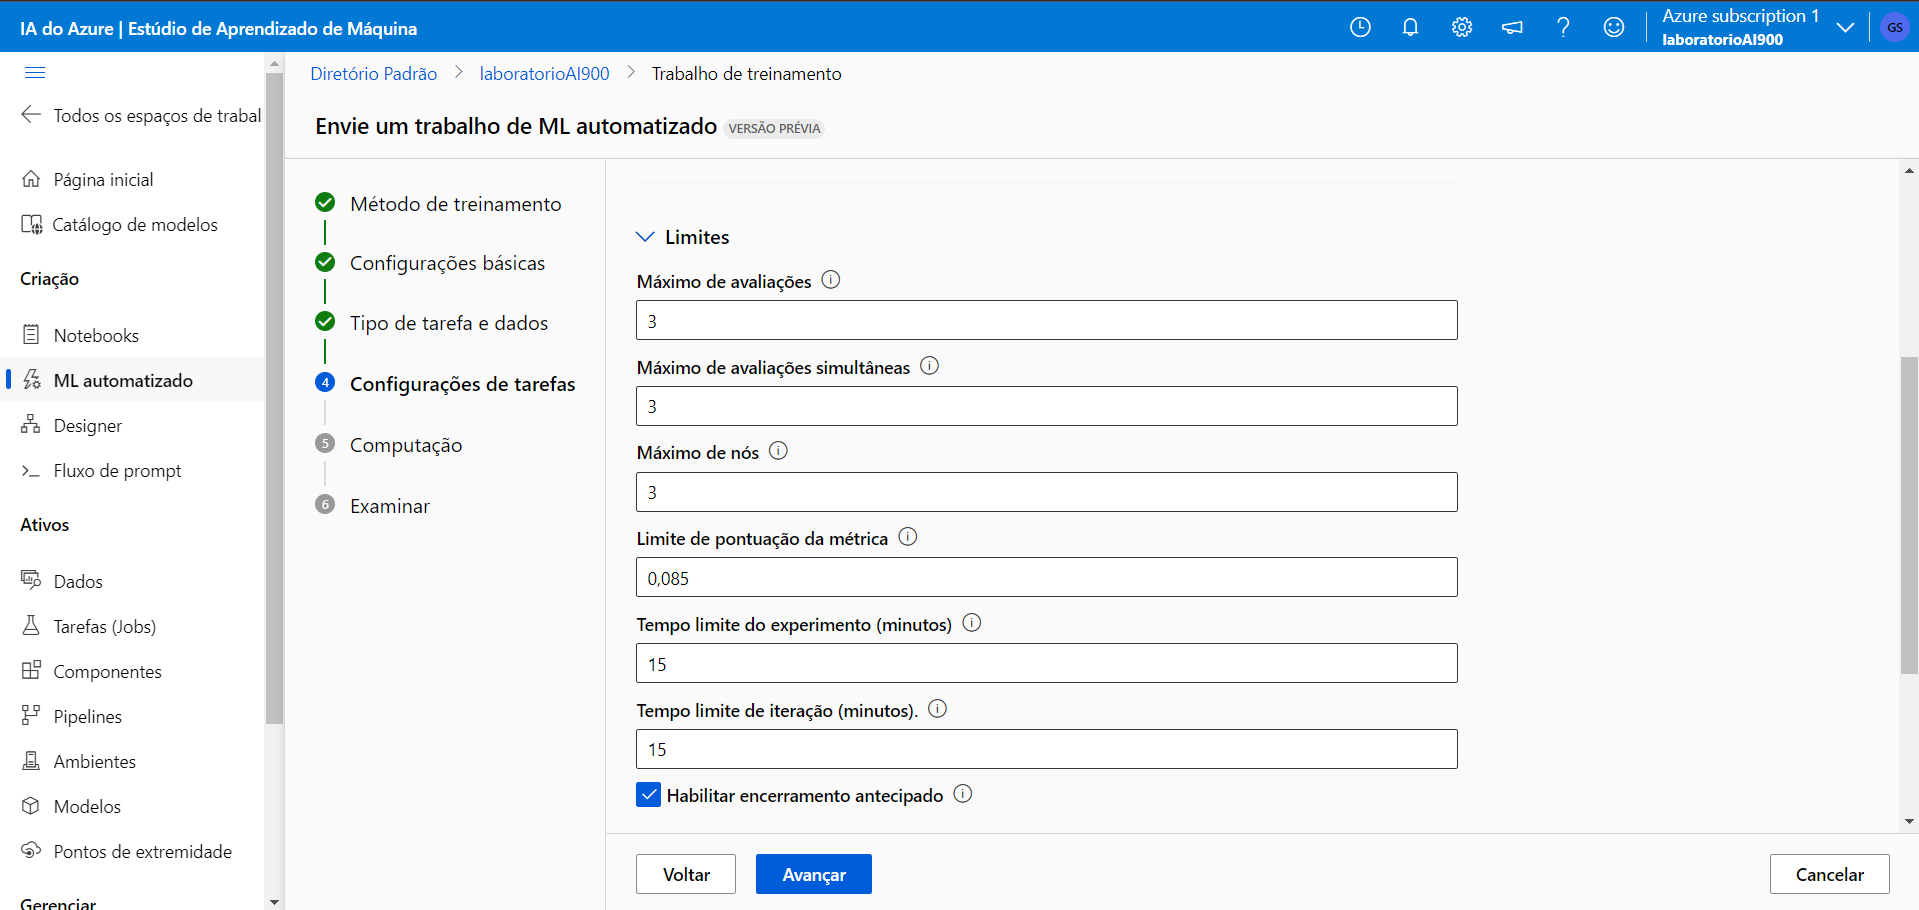 IA do Azure | Estúdio de Aprendizado de Máquina
Azure subscription 1
laboratorioAI900
GS
Todos os espaços de trabal
Página inicial
Catálogo de modelos
Criação
Notebooks
ML automatizado
Designer
Fluxo de prompt
Ativos
Dados
Tarefas (Jobs)
Componentes
Pipelines
Ambientes
Modelos
Pontos de extremidade
Gerenciar
Diretório Padrão > laboratorioAI900 > Trabalho de treinamento
Envie um trabalho de ML automatizado VERSÃO PRÉVIA
Método de treinamento
Configurações básicas
Tipo de tarefa e dados
4 Configurações de tarefas
5 Computação
6 Examinar
Limites
Máximo de avaliações
3
Máximo de avaliações simultâneas
3
Máximo de nós
3
Limite de pontuação da métrica
0,085
Tempo limite do experimento (minutos)
15
Tempo limite de iteração (minutos).
15
Habilitar encerramento antecipado
Voltar
Avançar
Cancelar